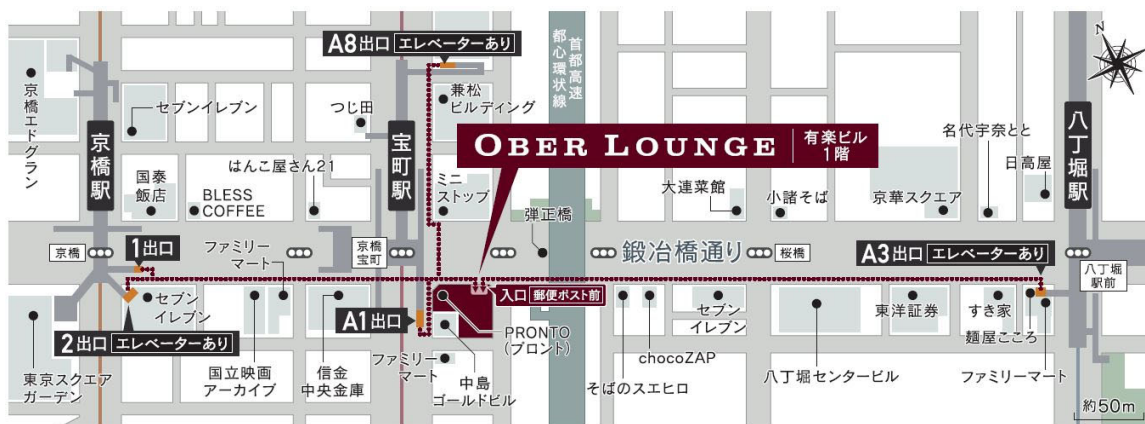 A8出口 エレベーターあり
首都高速
都心環状線
N
京橋エドグラン
セブンイレブン
つじ田
兼松
ビルディング
京橋駅
宝町駅
八丁堀駅
OBER LOUNGE
有楽ビル
1階
名代宇奈とと
日高屋
はんこ屋さん21
国泰
飯店
BLESS
COFFEE
ミニ
ストップ
大連菜館
小諸そば
京華スクエア
弾正橋
京橋
1出口
ファミリー
マート
京橋
宝町
鍛冶橋通り
桜橋
A3出口 エレベーターあり
八丁堀
駅前
入口 郵便ポスト前
セブン
イレブン
2出口 エレベーターあり
A1出口
PRONTO
(プロント)
セブン
イレブン
東洋証券
すき家
麺屋こころ
東京スクエア
ガーデン
国立映画
アーカイブ
信金
中央金庫
ファミリー
マート
中島
ゴールドビル
chocoZAP
そばのスエヒロ
八丁堀センタービル
ファミリーマート
約50m